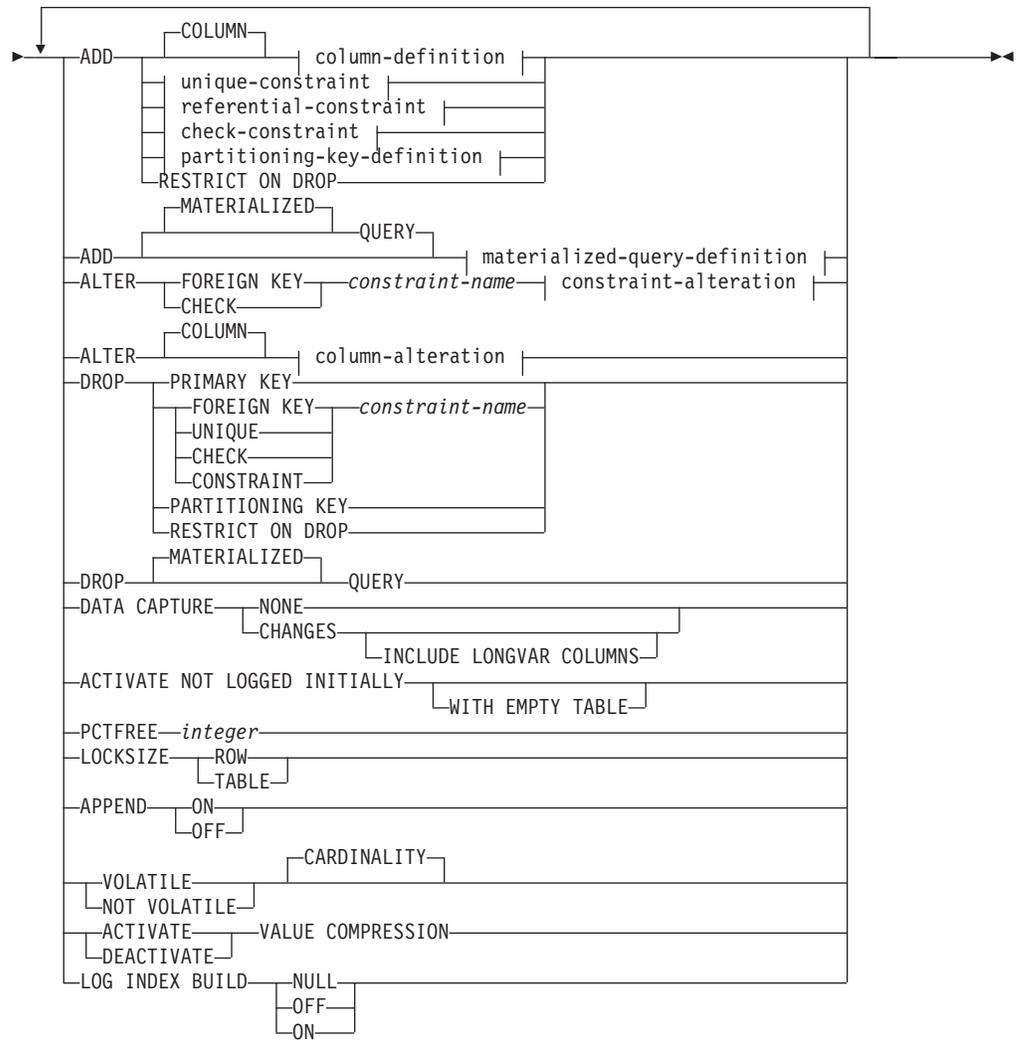 COLUMN
ADD column-definition
unique-constraint
referential-constraint
check-constraint
partitioning-key-definition
RESTRICT ON DROP
MATERIALIZED
QUERY
ADD materialized-query-definition
ALTER FOREIGN KEY constraint-name constraint-alteration
CHECK
COLUMN
ALTER column-alteration
DROP PRIMARY KEY
FOREIGN KEY constraint-name
UNIQUE
CHECK
CONSTRAINT
PARTITIONING KEY
RESTRICT ON DROP
MATERIALIZED
DROP QUERY
DATA CAPTURE NONE
CHANGES
INCLUDE LONGVAR COLUMNS
ACTIVATE NOT LOGGED INITIALLY
WITH EMPTY TABLE
PCTFREE integer
LOCKSIZE ROW
TABLE
APPEND ON
OFF
CARDINALITY
VOLATILE
NOT VOLATILE
ACTIVATE VALUE COMPRESSION
DEACTIVATE
LOG INDEX BUILD NULL
OFF
ON